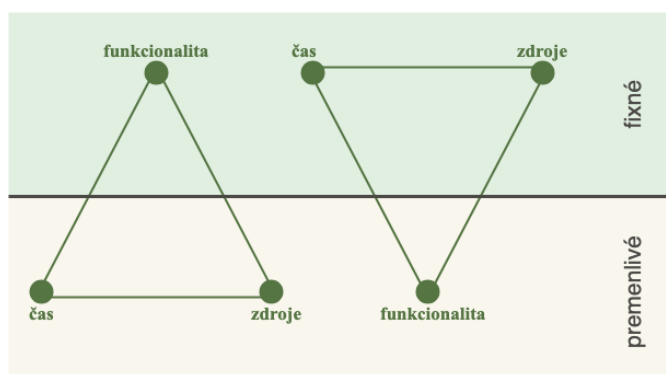 funkcionalita
čas
zdroje
fixné
čas
zdroje
funkcionalita
premenlivé